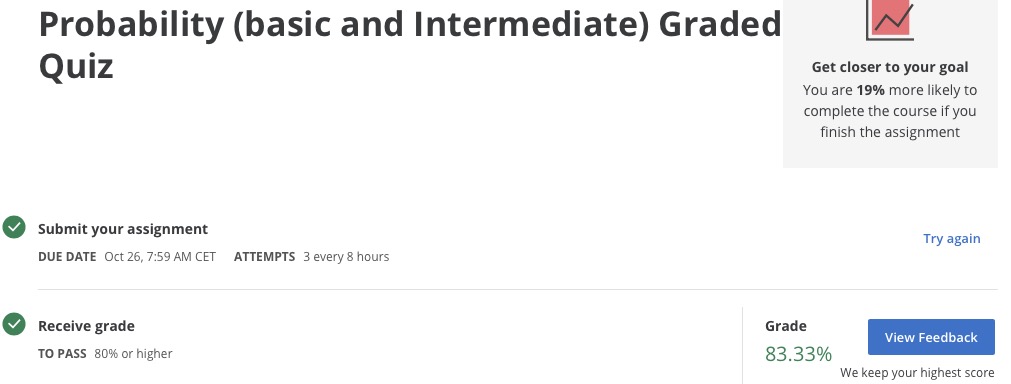 Probability (basic and Intermediate) Graded
Quiz
Get closer to your goal
You are 19% more likely to
complete the course if you
finish the assignment
Submit your assignment
DUE DATE Oct 26, 7:59 AM CET ATTEMPTS 3 every 8 hours
Try again
Receive grade
TO PASS 80% or higher
Grade
83.33%
View Feedback
We keep your highest score